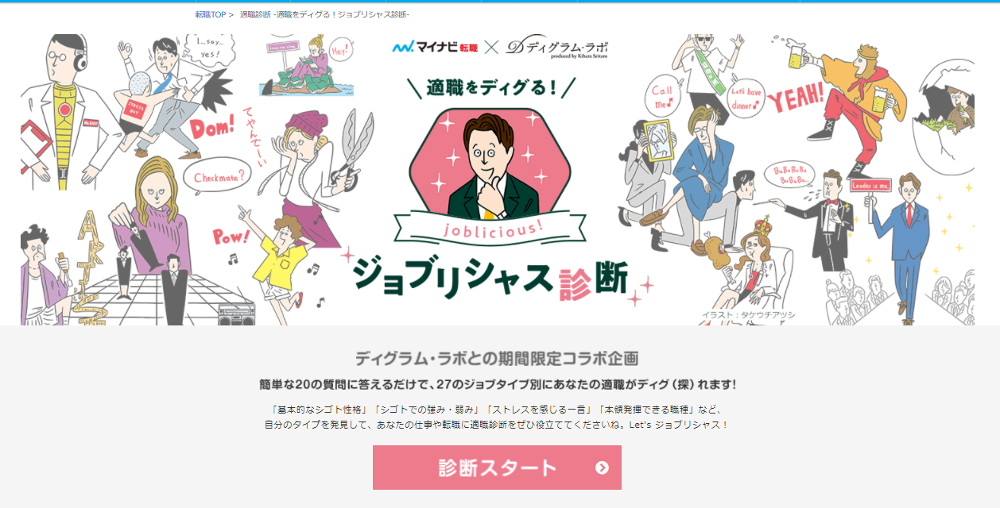 転職TOP > 適職診断 -適職をディグる！ジョブリシャス診断-
I...say...
yes!
Hey!
マイナビ転職 × ディグラム・ラボ
produced by Kihara Seitaro
適職をディグる！
Call
me♪
Let's have
dinner♪
YEAH!
STRESS
BUY
Dom!
てやんでーい
Checkmate?
BuBuBuBu
BuBuBu...
Leader is me.
joblicious!
Pow!
ジョブリシャス診断
イラスト：タケウチアツシ
ディグラム・ラボとの期間限定コラボ企画
簡単な20の質問に答えるだけで、27のジョブタイプ別にあなたの適職がディグ（探）れます！
「基本的なシゴト性格」「シゴトでの強み・弱み」「ストレスを感じる一言」「本領発揮できる職種」など、
自分のタイプを発見して、あなたの仕事や転職に適職診断をぜひ役立ててくださいね。Let's ジョブリシャス！
診断スタート